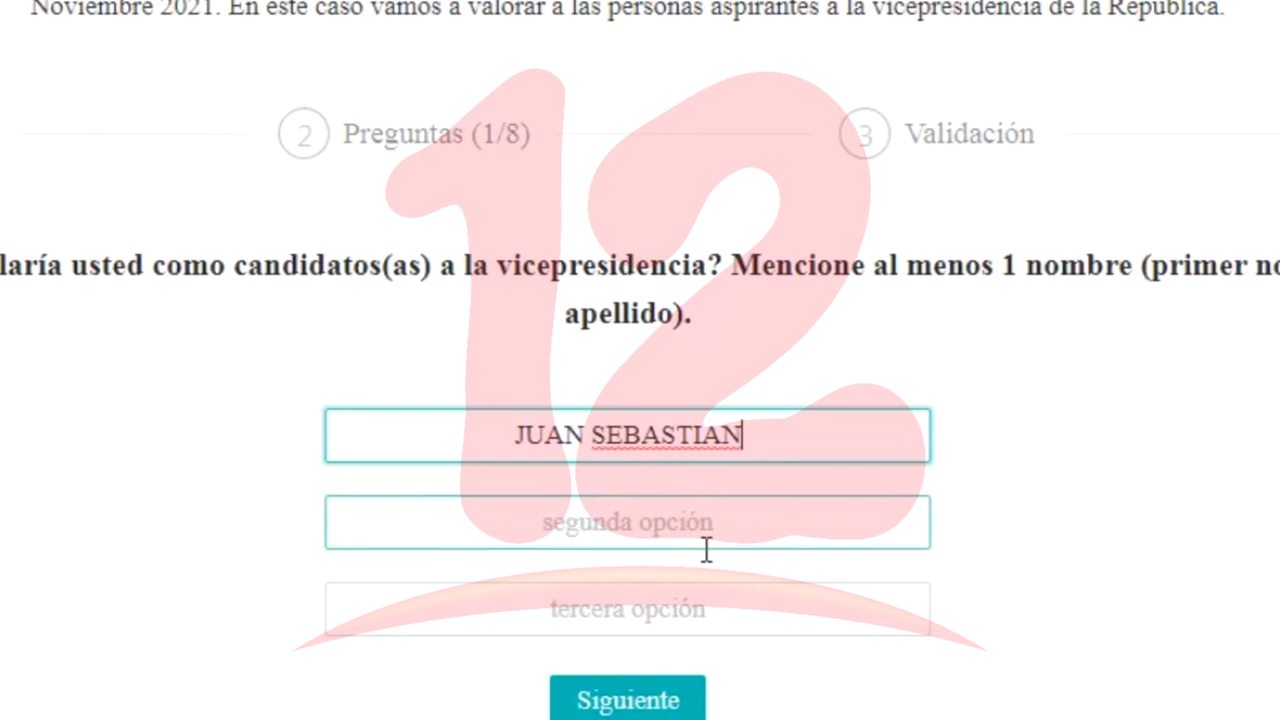 Noviembre 2021. En este caso vamos a valorar a las personas aspirantes a la vicepresidencia de la República.
2 Preguntas (1/8) 3 Validación
laría usted como candidatos(as) a la vicepresidencia? Mencione al menos 1 nombre (primer no
apellido).
JUAN SEBASTIAN
segunda opción
tercera opción
Siguiente
12